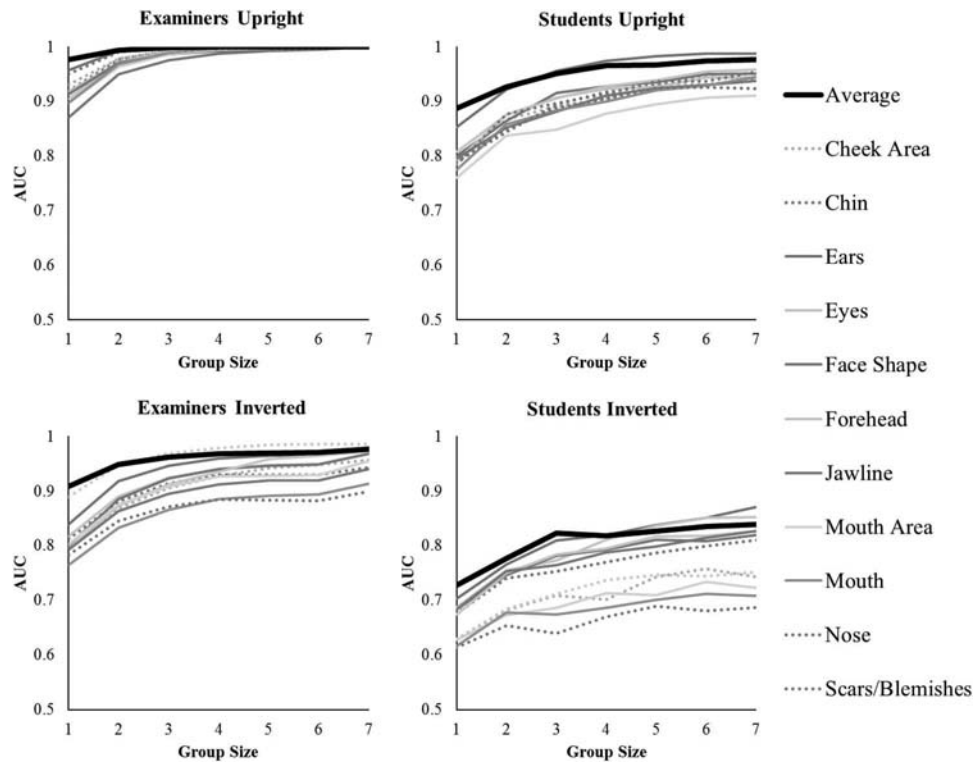 Examiners Upright
1
0.9
0.8
0.7
0.6
0.5
AUC
1 2 3 4 5 6 7
Group Size
Students Upright
1
0.9
0.8
0.7
0.6
0.5
AUC
1 2 3 4 5 6 7
Group Size
Examiners Inverted
1
0.9
0.8
0.7
0.6
0.5
AUC
1 2 3 4 5 6 7
Group Size
Students Inverted
1
0.9
0.8
0.7
0.6
0.5
AUC
1 2 3 4 5 6 7
Group Size
Average
Cheek Area
Chin
Ears
Eyes
Face Shape
Forehead
Jawline
Mouth Area
Mouth
Nose
Scars/Blemishes